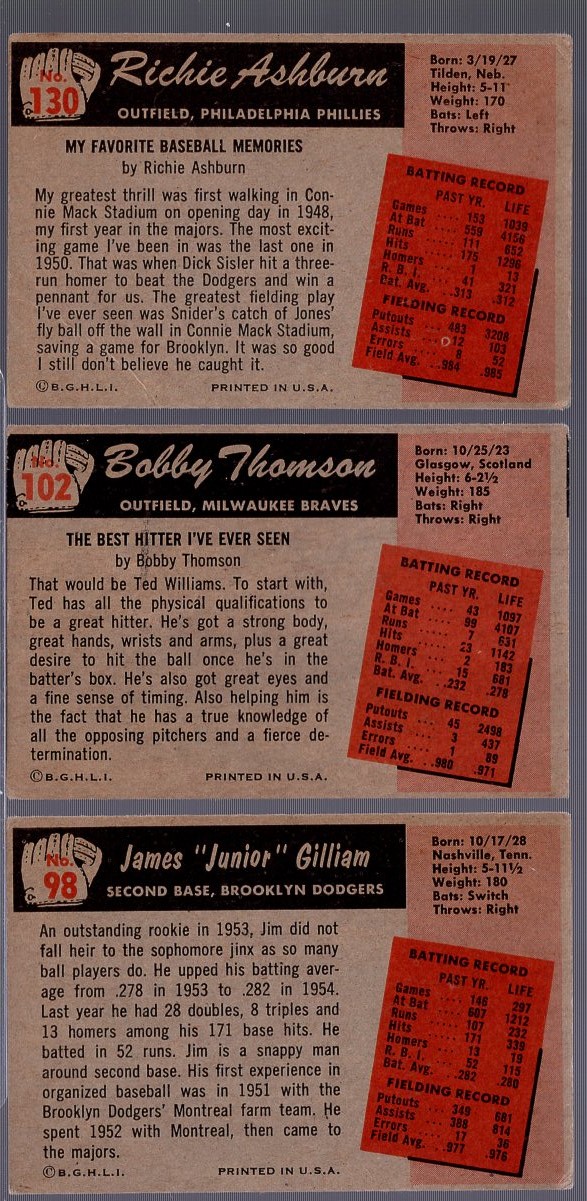 No.
130
Richie Ashburn
OUTFIELD, PHILADELPHIA PHILLIES
Born: 3/19/27
Tilden, Neb.
Height: 5-11
Weight: 170
Bats: Left
Throws: Right
MY FAVORITE BASEBALL MEMORIES
by Richie Ashburn
My greatest thrill was first walking in Con-
nie Mack Stadium on opening day in 1948,
my first year in the majors. The most excit-
ing game I've been in was the last one in
1950. That was when Dick Sisler hit a three-
run homer to beat the Dodgers and win a
pennant for us. The greatest fielding play
I've ever seen was Snider's catch of Jones'
fly ball off the wall in Connie Mack Stadium,
saving a game for Brooklyn. It was so good
I still don't believe he caught it.
©B.G.H.L.I. PRINTED IN U.S.A.
BATTING RECORD
PAST YR. LIFE
Games .... 153 1039
At Bat .... 559 4156
Runs .... 111 652
Hits .... 175 1296
Homers .... 1 13
R. B. I. .... 41 321
Bat. Avg. .... .313 .312
FIELDING RECORD
Putouts ... 483 3208
Assists ... 12 103
Errors ... 8 52
Field Avg. .. .984 .985
No.
102
Bobby Thomson
OUTFIELD, MILWAUKEE BRAVES
Born: 10/25/23
Glasgow, Scotland
Height: 6-2½
Weight: 185
Bats: Right
Throws: Right
THE BEST HITTER I'VE EVER SEEN
by Bobby Thomson
That would be Ted Williams. To start with,
Ted has all the physical qualifications to
be a great hitter. He's got a strong body,
great hands, wrists and arms, plus a great
desire to hit the ball once he's in the
batter's box. He's also got great eyes and
a fine sense of timing. Also helping him is
the fact that he has a true knowledge of
all the opposing pitchers and a fierce de-
termination.
©B.G.H.L.I. PRINTED IN U.S.A.
BATTING RECORD
PAST YR. LIFE
Games .... 43 1097
At Bat .... 99 4107
Runs .... 7 631
Hits .... 23 1142
Homers .... 2 183
R. B. I. .... 15 681
Bat. Avg. .... .232 .278
FIELDING RECORD
Putouts ... 45 2498
Assists ... 3 437
Errors ... 1 89
Field Avg. .. .980 .971
No.
98
James "Junior" Gilliam
SECOND BASE, BROOKLYN DODGERS
Born: 10/17/28
Nashville, Tenn.
Height: 5-11½
Weight: 180
Bats: Switch
Throws: Right
An outstanding rookie in 1953, Jim did not
fall heir to the sophomore jinx as so many
ball players do. He upped his batting aver-
age from .278 in 1953 to .282 in 1954.
Last year he had 28 doubles, 8 triples and
13 homers among his 171 base hits. He
batted in 52 runs. Jim is a snappy man
around second base. His first experience in
organized baseball was in 1951 with the
Brooklyn Dodgers' Montreal farm team. He
spent 1952 with Montreal, then came to
the majors.
©B.G.H.L.I. PRINTED IN U.S.A.
BATTING RECORD
PAST YR. LIFE
Games .... 146 297
At Bat .... 607 1212
Runs .... 107 232
Hits .... 171 339
Homers .... 13 19
R. B. I. .... 52 115
Bat. Avg. .... .282 .280
FIELDING RECORD
Putouts ... 349 681
Assists ... 388 814
Errors ... 17 36
Field Avg. .. .977 .976